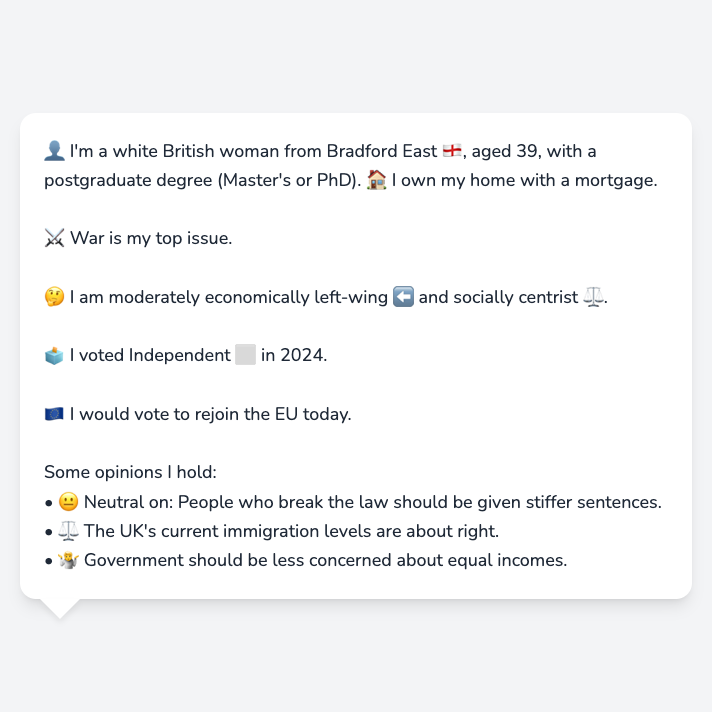 👤 I'm a white British woman from Bradford East 🏴󠁧󠁢󠁥󠁮󠁧󠁿, aged 39, with a
postgraduate degree (Master's or PhD). 🏠 I own my home with a mortgage.
⚔️ War is my top issue.
🤔 I am moderately economically left-wing ⬅️ and socially centrist ⚖️.
🗳️ I voted Independent ⬜ in 2024.
🇪🇺 I would vote to rejoin the EU today.
Some opinions I hold:
• 😐 Neutral on: People who break the law should be given stiffer sentences.
• ⚖️ The UK's current immigration levels are about right.
• 🤷 Government should be less concerned about equal incomes.